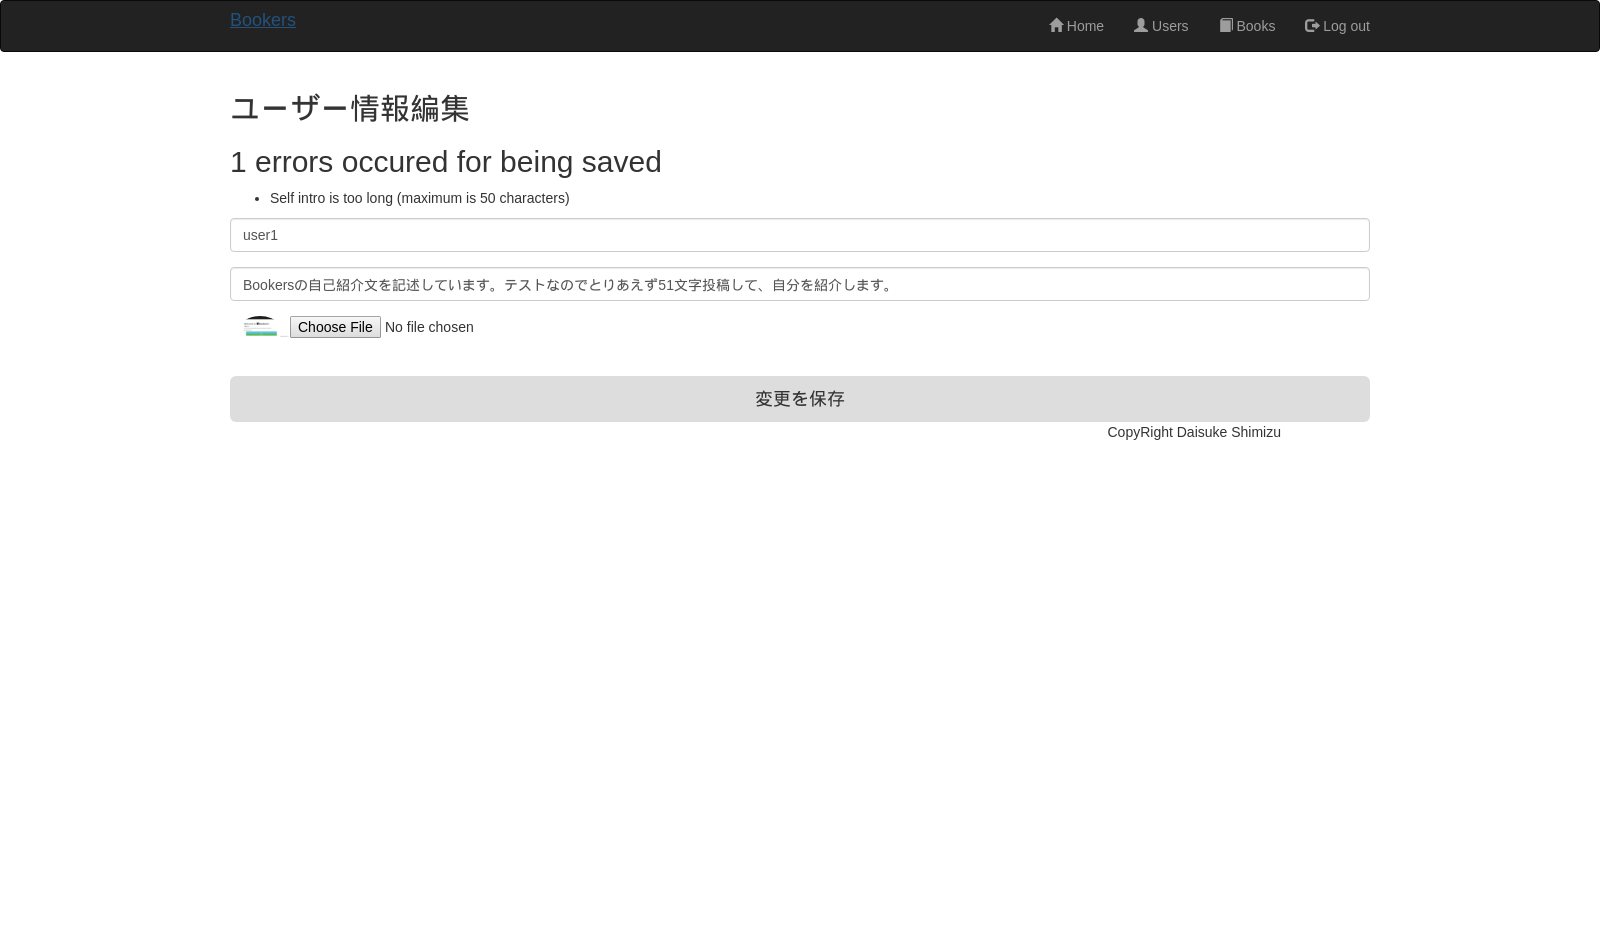 Bookers
Home
Users
Books
Log out
ユーザー情報編集
1 errors occured for being saved
Self intro is too long (maximum is 50 characters)
user1
Bookersの自己紹介文を記述しています。テストなのでとりあえず51文字投稿して、自分を紹介します。
Choose File No file chosen
変更を保存
CopyRight Daisuke Shimizu